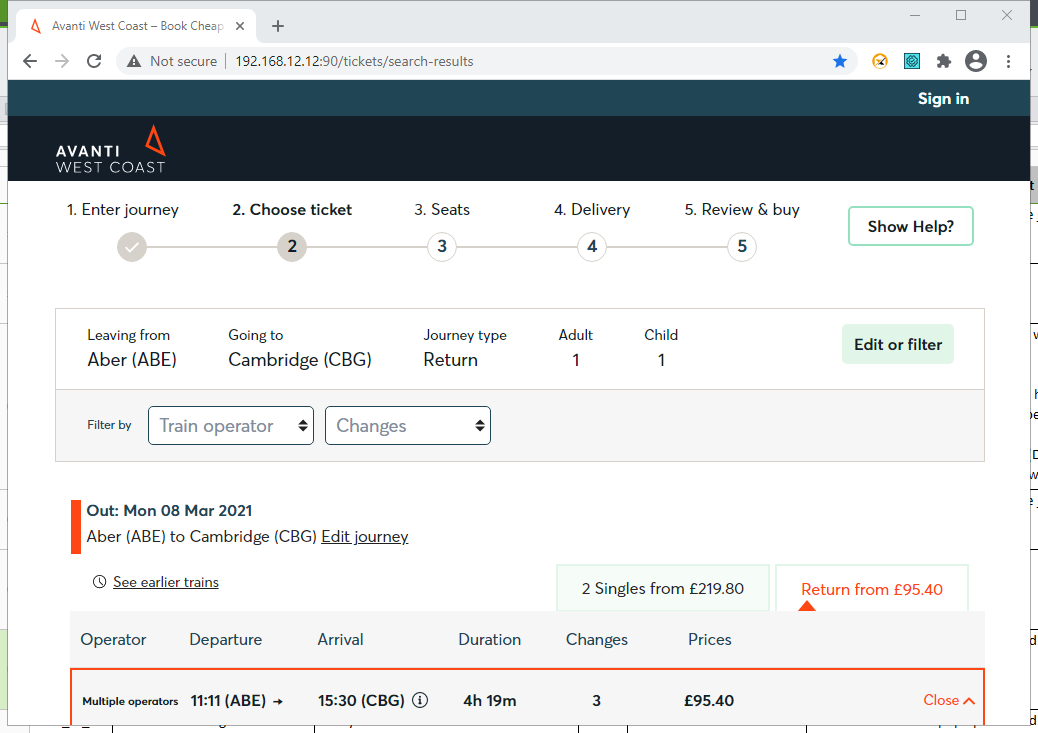 Avanti West Coast – Book Cheap
Not secure 192.168.12.12:90/tickets/search-results
Sign in
AVANTI
WEST COAST
1. Enter journey 2. Choose ticket 3. Seats 4. Delivery 5. Review & buy
Show Help?
2 3 4 5
Leaving from Going to Journey type Adult Child
Aber (ABE) Cambridge (CBG) Return 1 1
Edit or filter
Filter by Train operator Changes
Out: Mon 08 Mar 2021
Aber (ABE) to Cambridge (CBG) Edit journey
See earlier trains
2 Singles from £219.80 Return from £95.40
Operator Departure Arrival Duration Changes Prices
Multiple operators 11:11 (ABE) → 15:30 (CBG) 4h 19m 3 £95.40 Close